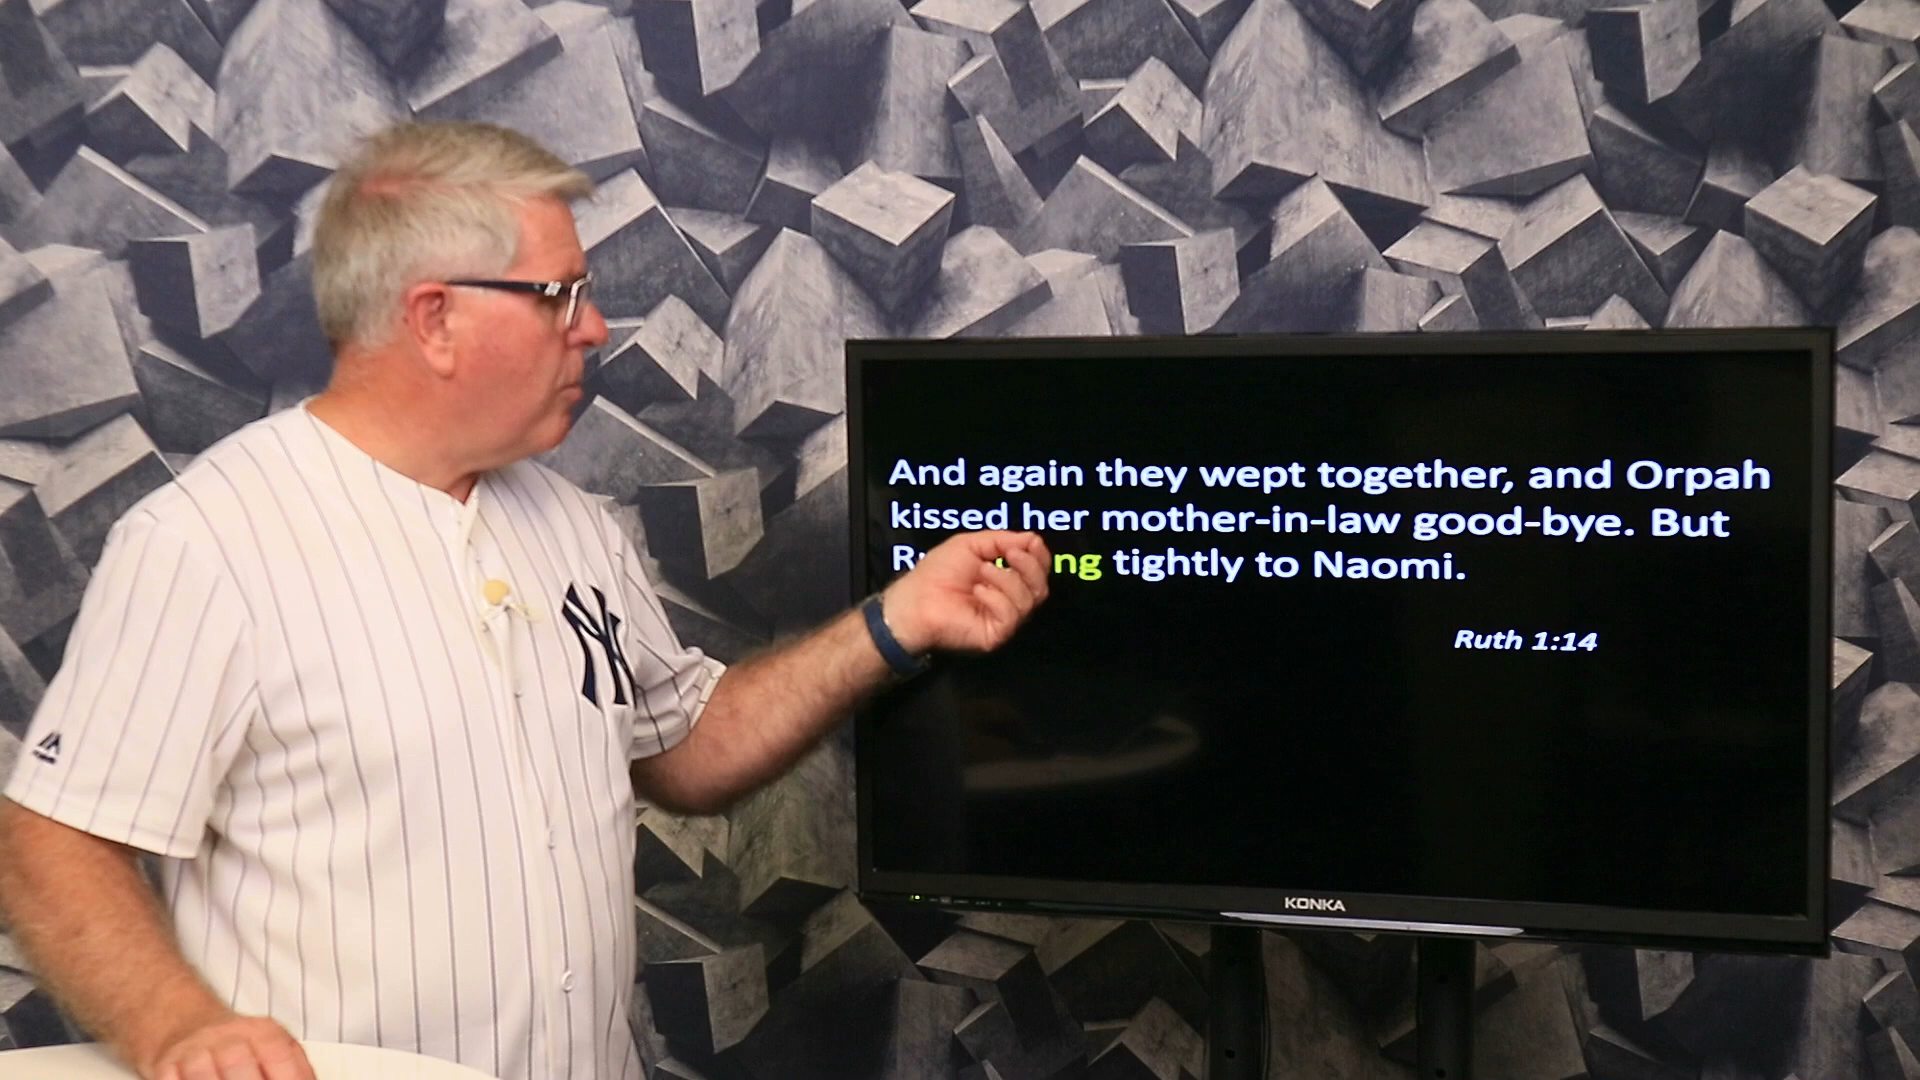 And again they wept together, and Orpah
kissed her mother-in-law good-bye. But
tightly to Naomi.
Ruth 1:14
NY
KONKA